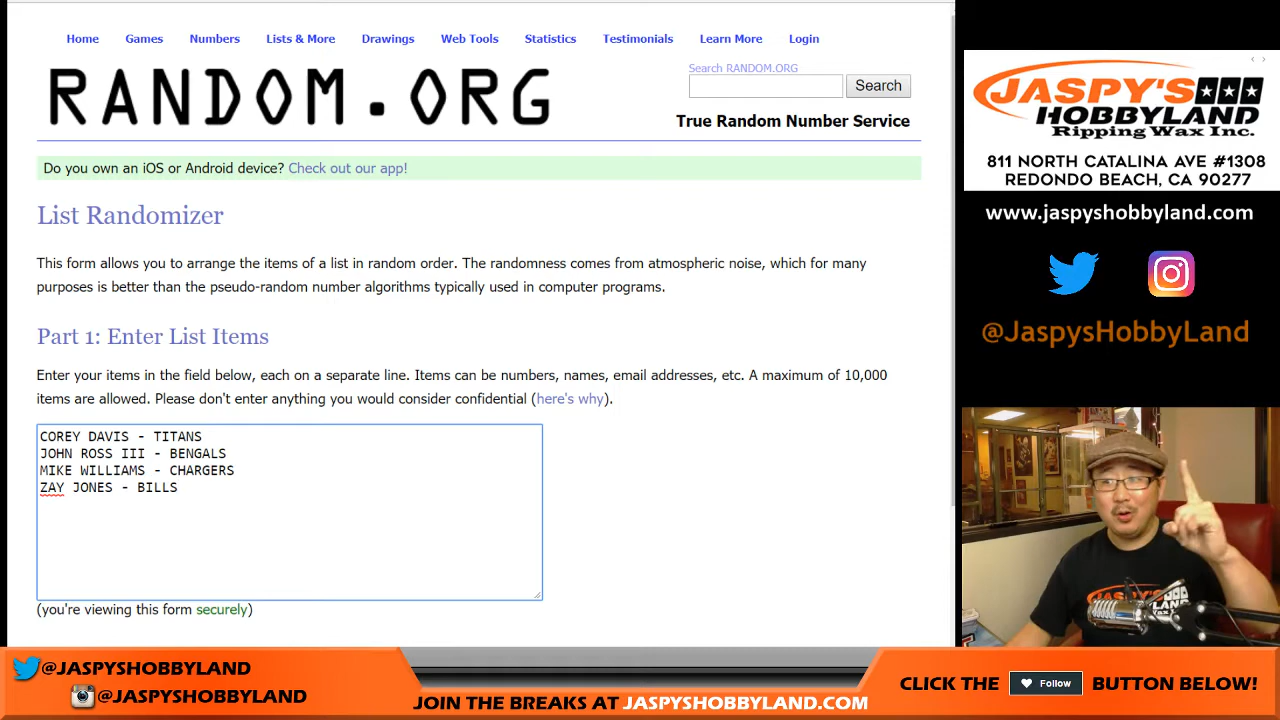 Home Games Numbers Lists & More Drawings Web Tools Statistics Testimonials Learn More Login
RANDOM.ORG
Search RANDOM.ORG
Search
True Random Number Service
Do you own an iOS or Android device? Check out our app!
List Randomizer
This form allows you to arrange the items of a list in random order. The randomness comes from atmospheric noise, which for many
purposes is better than the pseudo-random number algorithms typically used in computer programs.
Part 1: Enter List Items
Enter your items in the field below, each on a separate line. Items can be numbers, names, email addresses, etc. A maximum of 10,000
items are allowed. Please don't enter anything you would consider confidential (here's why).
COREY DAVIS - TITANS
JOHN ROSS III - BENGALS
MIKE WILLIAMS - CHARGERS
ZAY JONES - BILLS
(you're viewing this form securely)
JASPY'S
HOBBYLAND
Ripping Wax Inc.
811 NORTH CATALINA AVE #1308
REDONDO BEACH, CA 90277
www.jaspyshobbyland.com
@JaspysHobbyLand
JASPY'S
HOBBYLAND
@JASPYSHOBBYLAND
@JASPYSHOBBYLAND
JOIN THE BREAKS AT JASPYSHOBBYLAND.COM
CLICK THE Follow BUTTON BELOW!